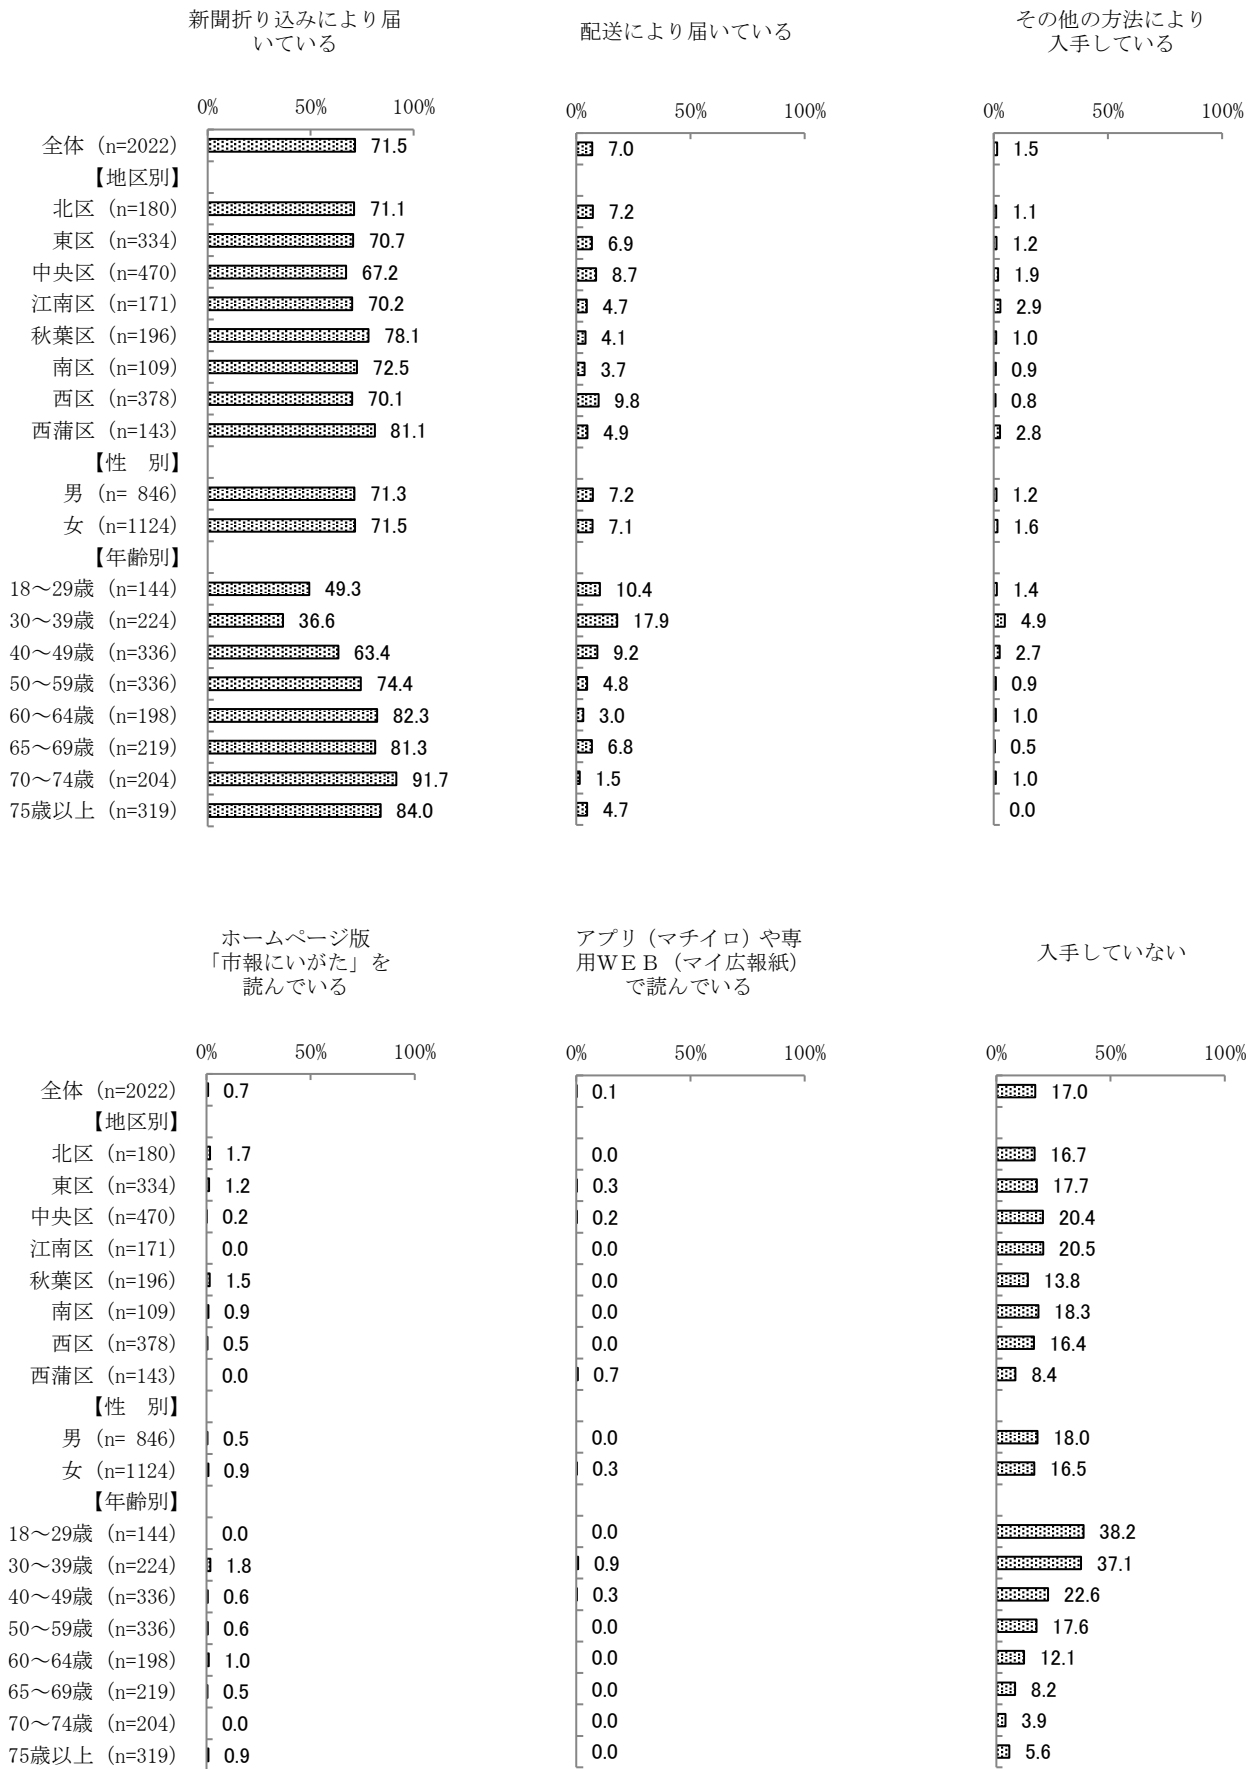 新聞折り込みにより届
いている
配送により届いている
その他の方法により
入手している
0% 50% 100% 0% 50% 100% 0% 50% 100%
全体 (n=2022) 71.5 7.0 1.5
【地区別】
北区 (n=180) 71.1 7.2 1.1
東区 (n=334) 70.7 6.9 1.2
中央区 (n=470) 67.2 8.7 1.9
江南区 (n=171) 70.2 4.7 2.9
秋葉区 (n=196) 78.1 4.1 1.0
南区 (n=109) 72.5 3.7 0.9
西区 (n=378) 70.1 9.8 0.8
西蒲区 (n=143) 81.1 4.9 2.8
【性　別】
男 (n= 846) 71.3 7.2 1.2
女 (n=1124) 71.5 7.1 1.6
【年齢別】
18～29歳 (n=144) 49.3 10.4 1.4
30～39歳 (n=224) 36.6 17.9 4.9
40～49歳 (n=336) 63.4 9.2 2.7
50～59歳 (n=336) 74.4 4.8 0.9
60～64歳 (n=198) 82.3 3.0 1.0
65～69歳 (n=219) 81.3 6.8 0.5
70～74歳 (n=204) 91.7 1.5 1.0
75歳以上 (n=319) 84.0 4.7 0.0
ホームページ版
「市報にいがた」を
読んでいる
アプリ（マチイロ）や専
用ＷＥＢ（マイ広報紙）
で読んでいる
入手していない
0% 50% 100% 0% 50% 100% 0% 50% 100%
全体 (n=2022) 0.7 0.1 17.0
【地区別】
北区 (n=180) 1.7 0.0 16.7
東区 (n=334) 1.2 0.3 17.7
中央区 (n=470) 0.2 0.2 20.4
江南区 (n=171) 0.0 0.0 20.5
秋葉区 (n=196) 1.5 0.0 13.8
南区 (n=109) 0.9 0.0 18.3
西区 (n=378) 0.5 0.0 16.4
西蒲区 (n=143) 0.0 0.7 8.4
【性　別】
男 (n= 846) 0.5 0.0 18.0
女 (n=1124) 0.9 0.3 16.5
【年齢別】
18～29歳 (n=144) 0.0 0.0 38.2
30～39歳 (n=224) 1.8 0.9 37.1
40～49歳 (n=336) 0.6 0.3 22.6
50～59歳 (n=336) 0.6 0.0 17.6
60～64歳 (n=198) 1.0 0.0 12.1
65～69歳 (n=219) 0.5 0.0 8.2
70～74歳 (n=204) 0.0 0.0 3.9
75歳以上 (n=319) 0.9 0.0 5.6